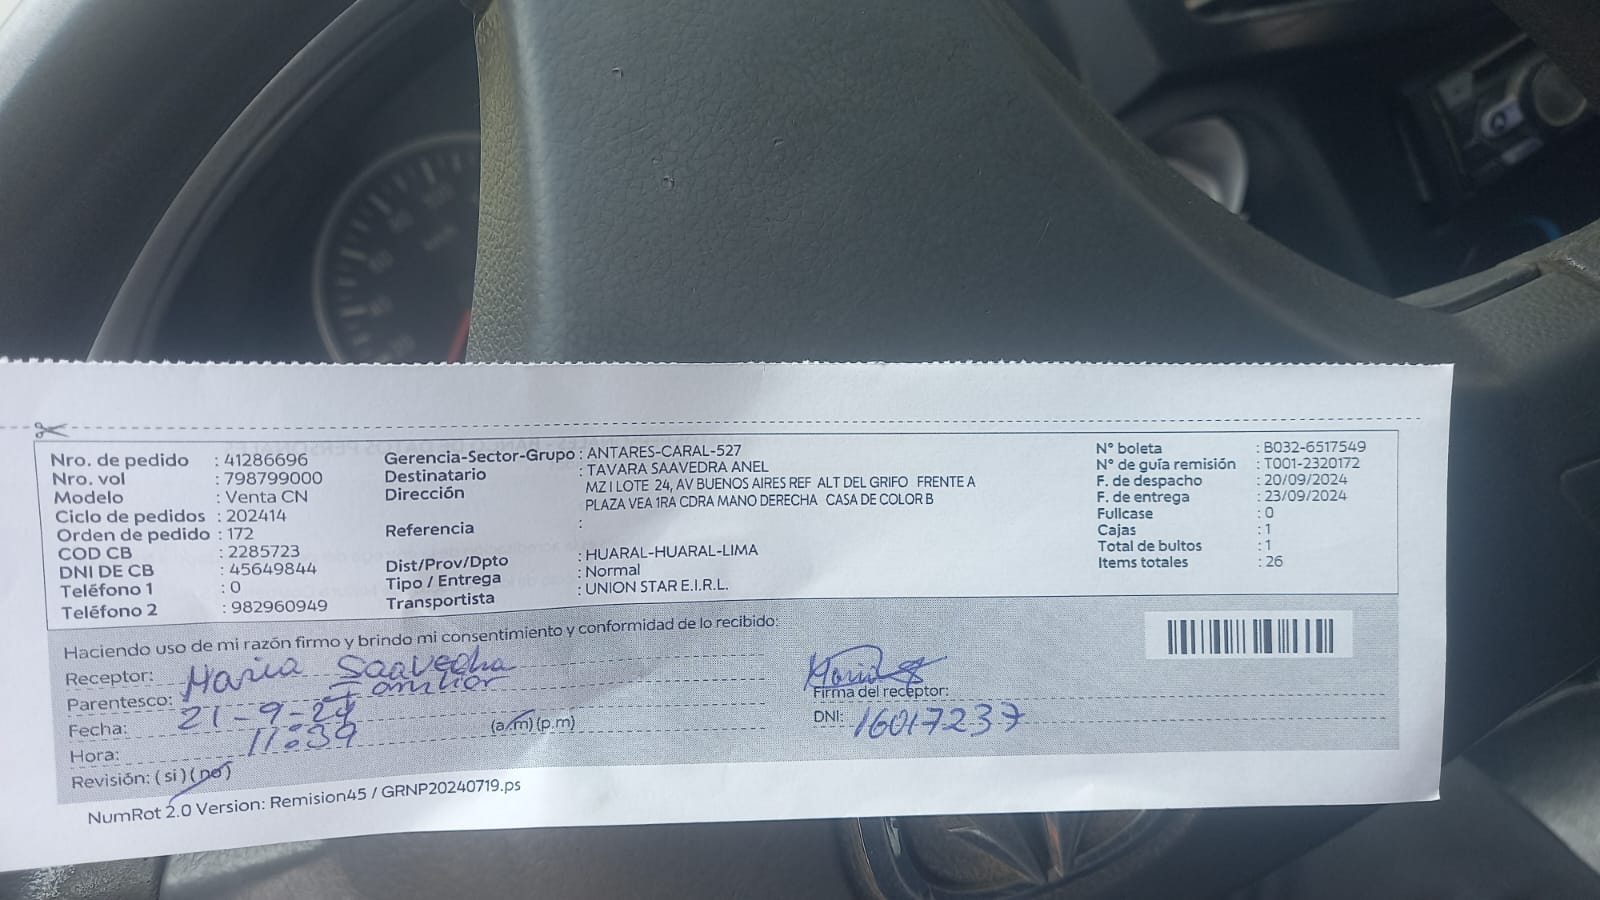 Nro. de pedido : 41286696
Nro. vol : 798799000
Modelo : Venta CN
Ciclo de pedidos : 202414
Orden de pedido : 172
COD CB : 2285723
DNI DE CB : 45649844
Teléfono 1 : 0
Teléfono 2 : 982960949
Gerencia-Sector-Grupo : ANTARES-CARAL-527
Destinatario : TAVARA SAAVEDRA ANEL
Dirección MZ I LOTE 24, AV BUENOS AIRES REF ALT DEL GRIFO FRENTE A
PLAZA VEA 1RA CDRA MANO DERECHA CASA DE COLOR B
Referencia :
Dist/Prov/Dpto : HUARAL-HUARAL-LIMA
Tipo / Entrega : Normal
Transportista : UNION STAR E.I.R.L.
N° boleta : B032-6517549
N° de guía remisión : T001-2320172
F. de despacho : 20/09/2024
F. de entrega : 23/09/2024
Fullcase : 0
Cajas : 1
Total de bultos : 1
Items totales : 26
Haciendo uso de mi razón firmo y brindo mi consentimiento y conformidad de lo recibido:
Receptor: Maria Saavedra
Parentesco: Familiar
Fecha: 21-9-24
Hora: 11:39 (a.m) (p.m)
Revisión: (si) (no)
Firma del receptor:
DNI: 16017237
NumRot 2.0 Version: Remision45 / GRNP20240719.ps